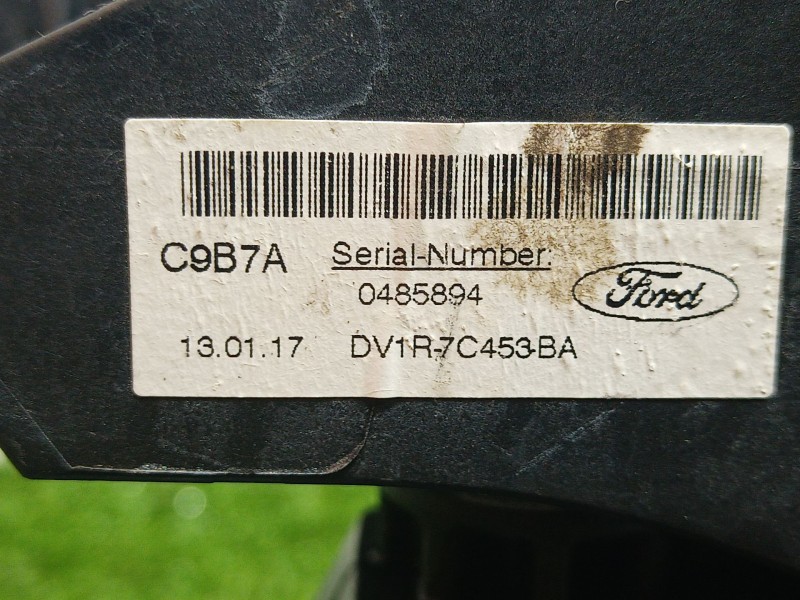 C9B7A Serial-Number:
0485894
Ford
13.01.17 DV1R-7C453-BA